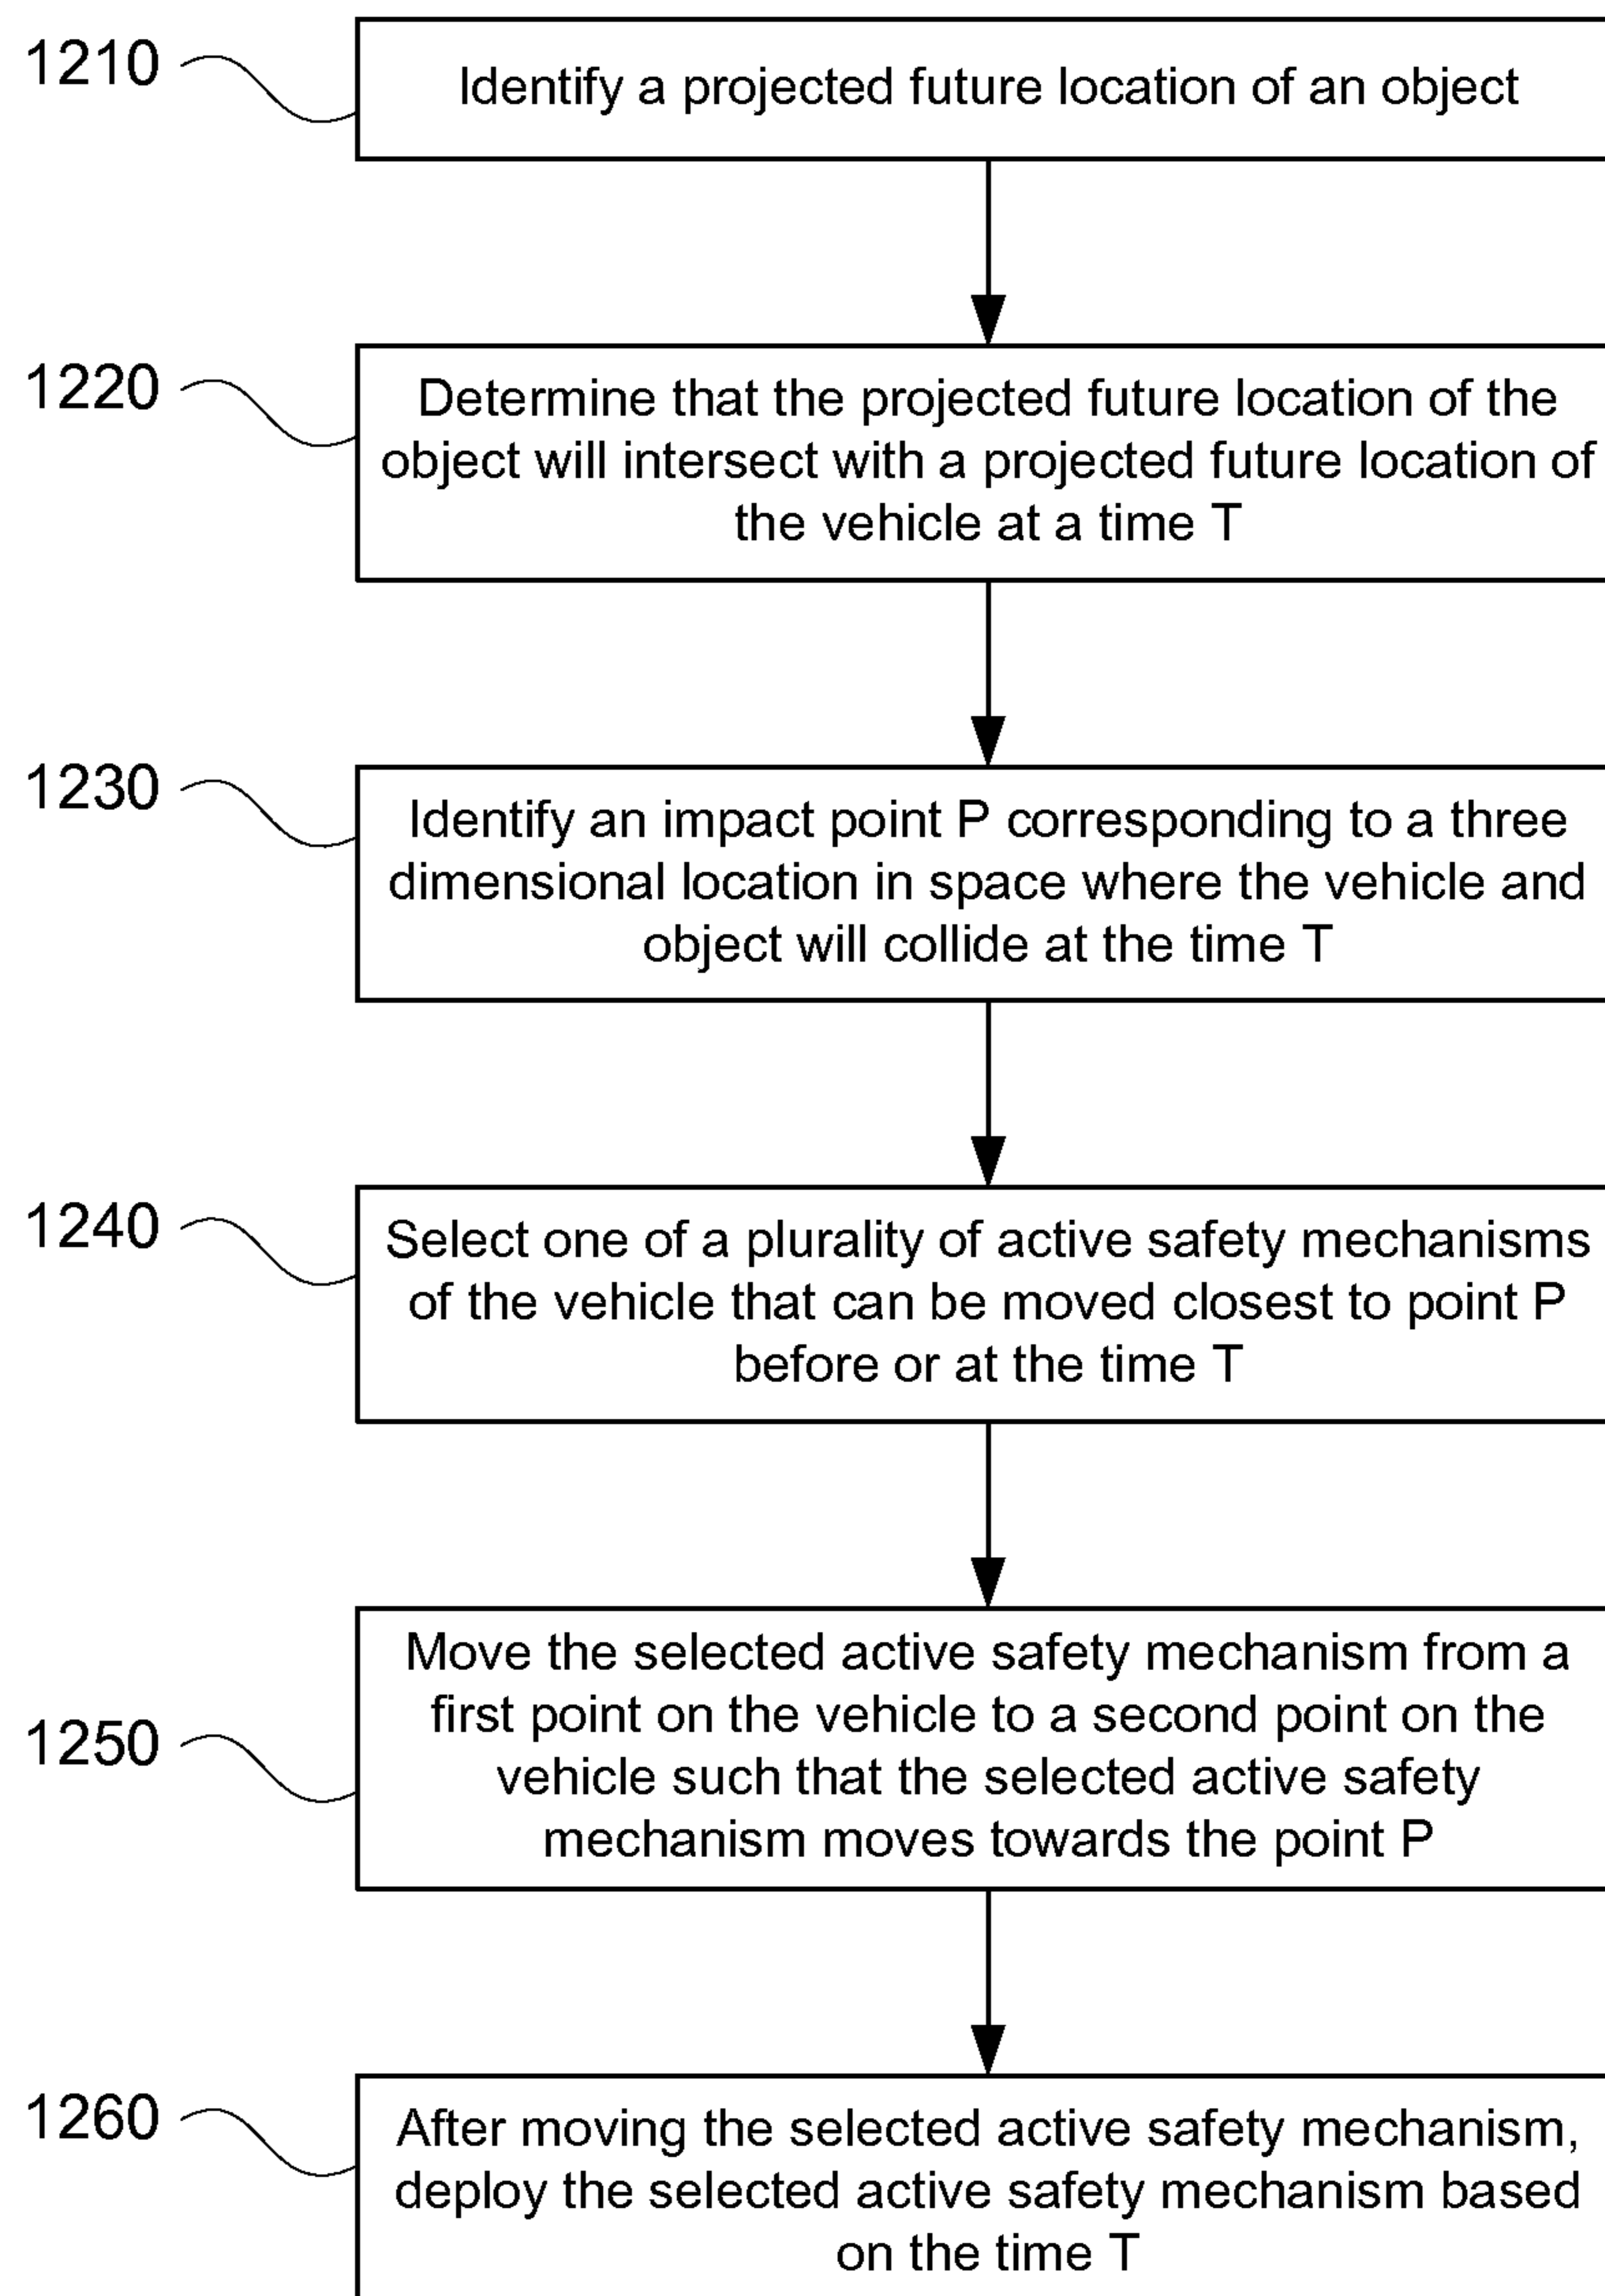 1210
Identify a projected future location of an object
1220
Determine that the projected future location of the
object will intersect with a projected future location of
the vehicle at a time T
1230
Identify an impact point P corresponding to a three
dimensional location in space where the vehicle and
object will collide at the time T
1240
Select one of a plurality of active safety mechanisms
of the vehicle that can be moved closest to point P
before or at the time T
1250
Move the selected active safety mechanism from a
first point on the vehicle to a second point on the
vehicle such that the selected active safety
mechanism moves towards the point P
1260
After moving the selected active safety mechanism,
deploy the selected active safety mechanism based
on the time T